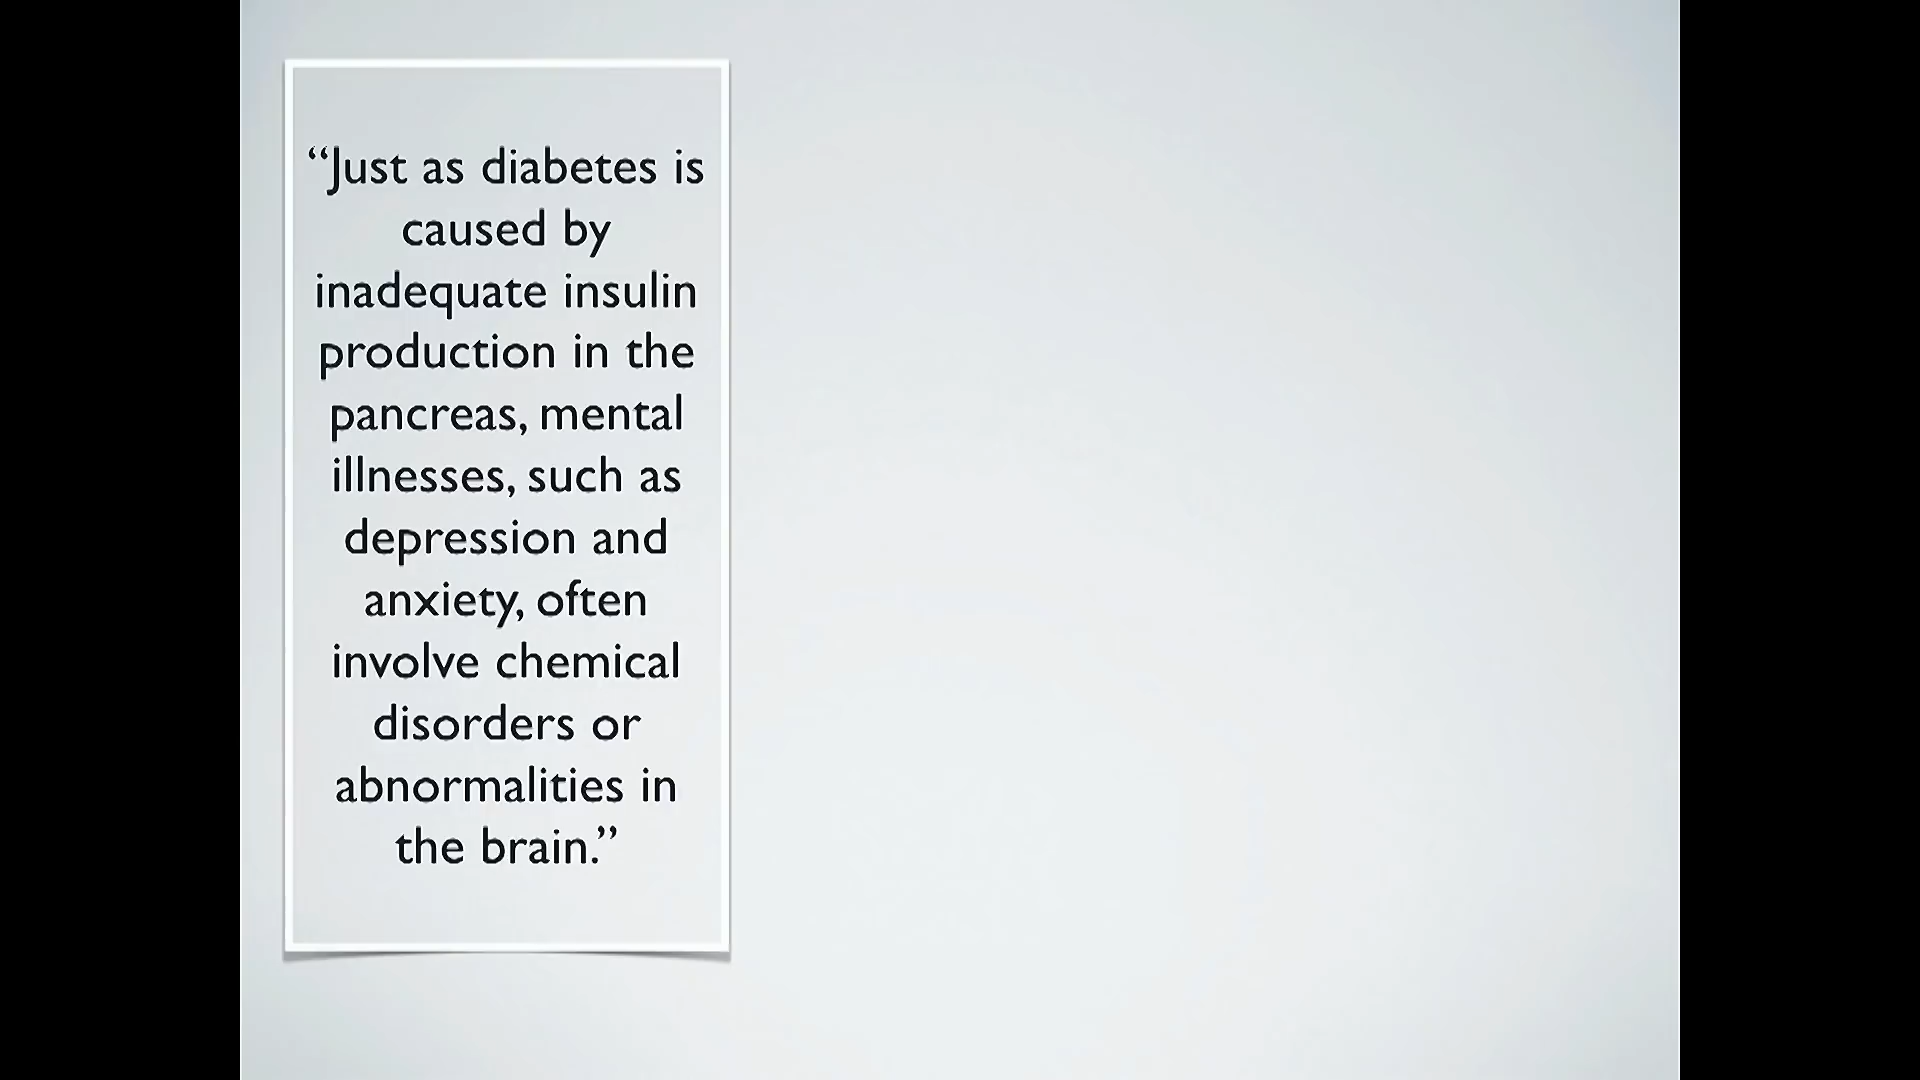 “Just as diabetes is
caused by
inadequate insulin
production in the
pancreas, mental
illnesses, such as
depression and
anxiety, often
involve chemical
disorders or
abnormalities in
the brain.”